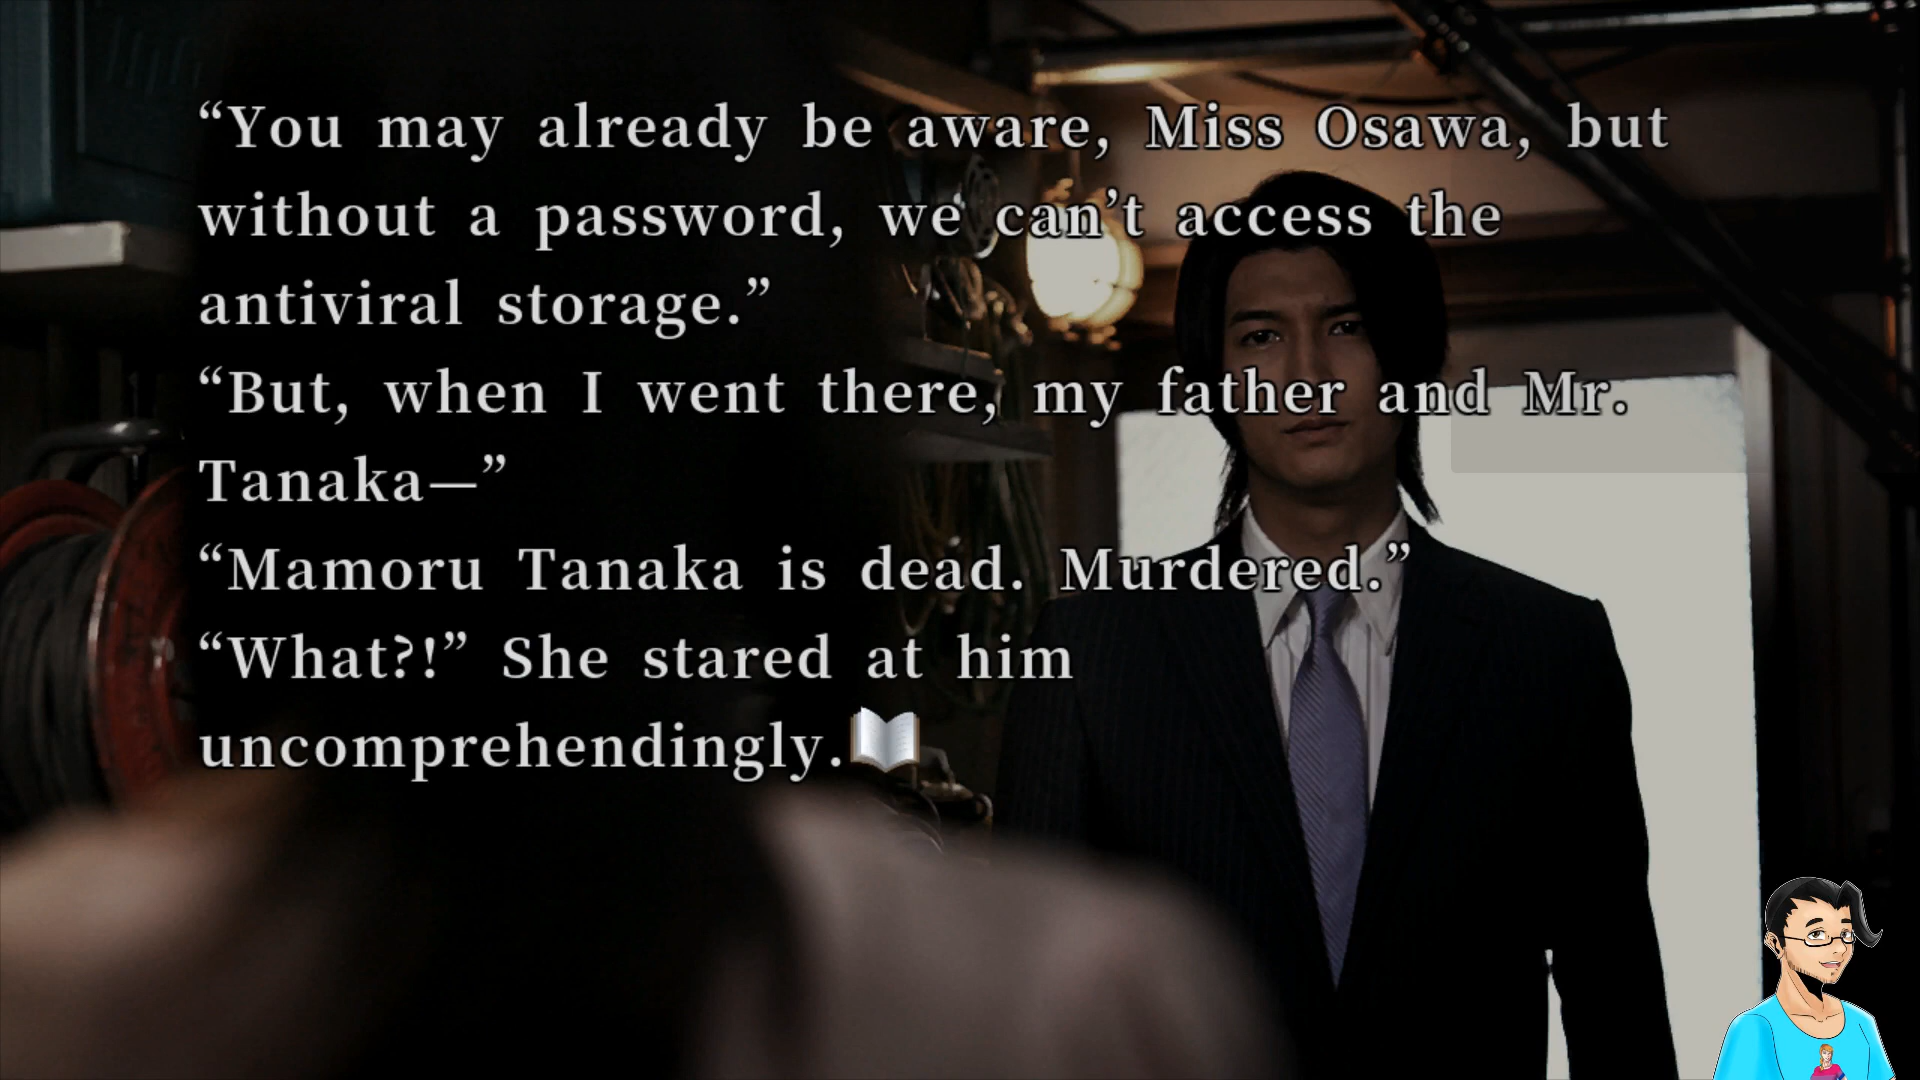 “You may already be aware, Miss Osawa, but
without a password, we can’t access the
antiviral storage.”
“But, when I went there, my father and Mr.
Tanaka—”
“Mamoru Tanaka is dead. Murdered.”
“What?!” She stared at him
uncomprehendingly.